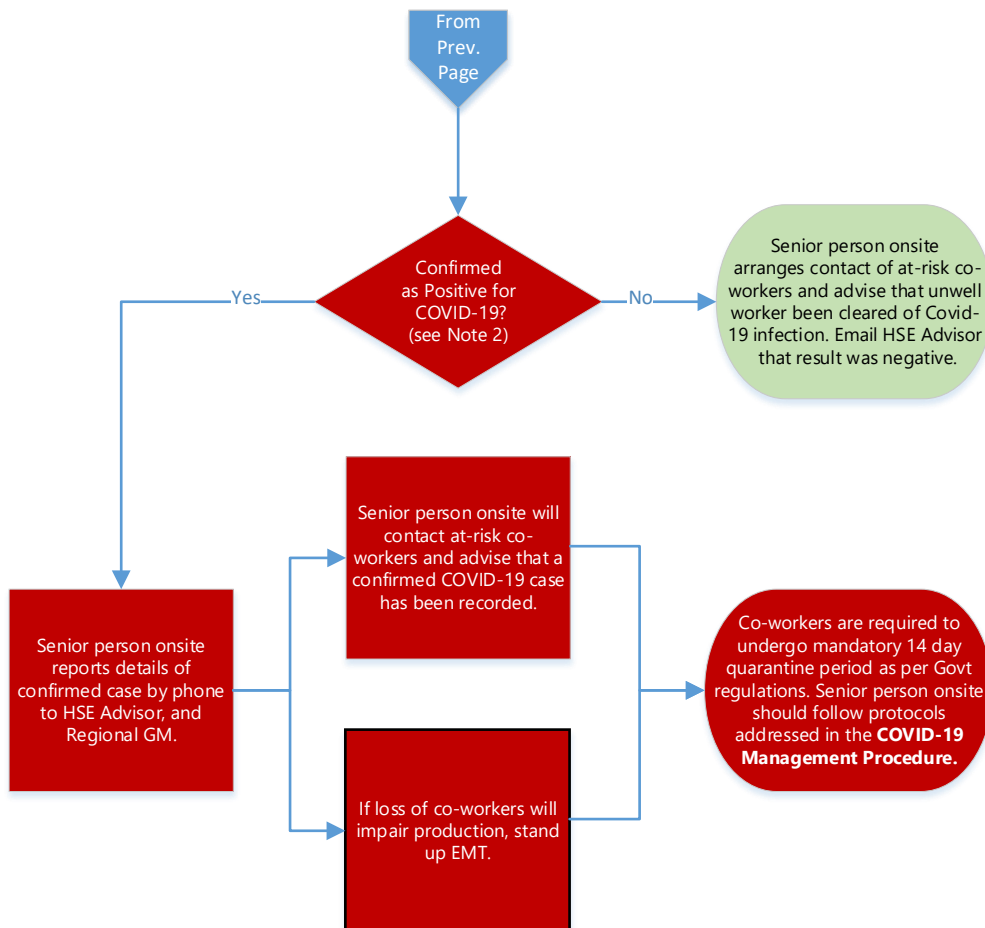 From
Prev.
Page
Confirmed
as Positive for
COVID-19?
(see Note 2)
Yes
No
Senior person onsite
arranges contact of at-risk co-
workers and advise that unwell
worker been cleared of Covid-
19 infection. Email HSE Advisor
that result was negative.
Senior person onsite will
contact at-risk co-
workers and advise that a
confirmed COVID-19 case
has been recorded.
Senior person onsite
reports details of
confirmed case by phone
to HSE Advisor, and
Regional GM.
Co-workers are required to
undergo mandatory 14 day
quarantine period as per Govt
regulations. Senior person onsite
should follow protocols
addressed in the COVID-19
Management Procedure.
If loss of co-workers will
impair production, stand
up EMT.